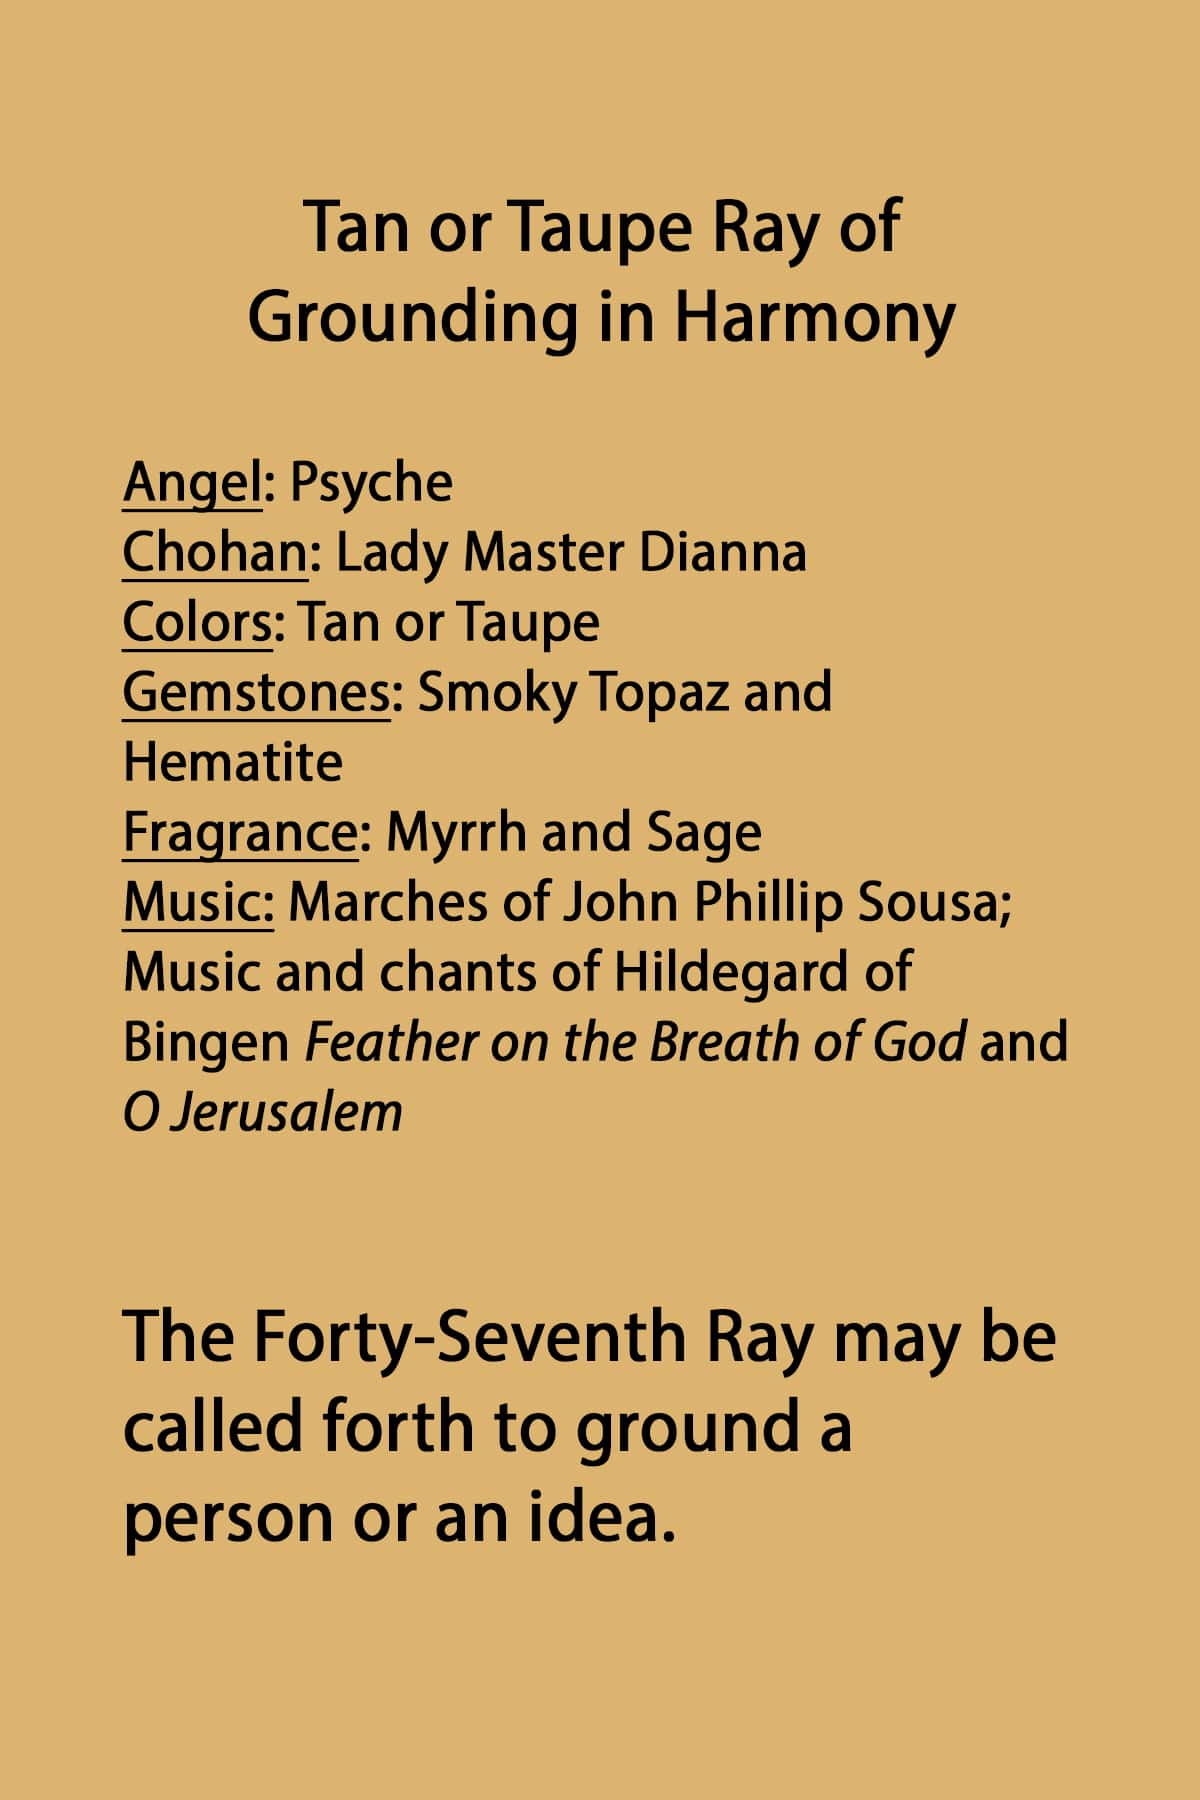 Tan or Taupe Ray of
Grounding in Harmony
Angel: Psyche
Chohan: Lady Master Dianna
Colors: Tan or Taupe
Gemstones: Smoky Topaz and
Hematite
Fragrance: Myrrh and Sage
Music: Marches of John Phillip Sousa;
Music and chants of Hildegard of
Bingen Feather on the Breath of God and
O Jerusalem
The Forty-Seventh Ray may be
called forth to ground a
person or an idea.